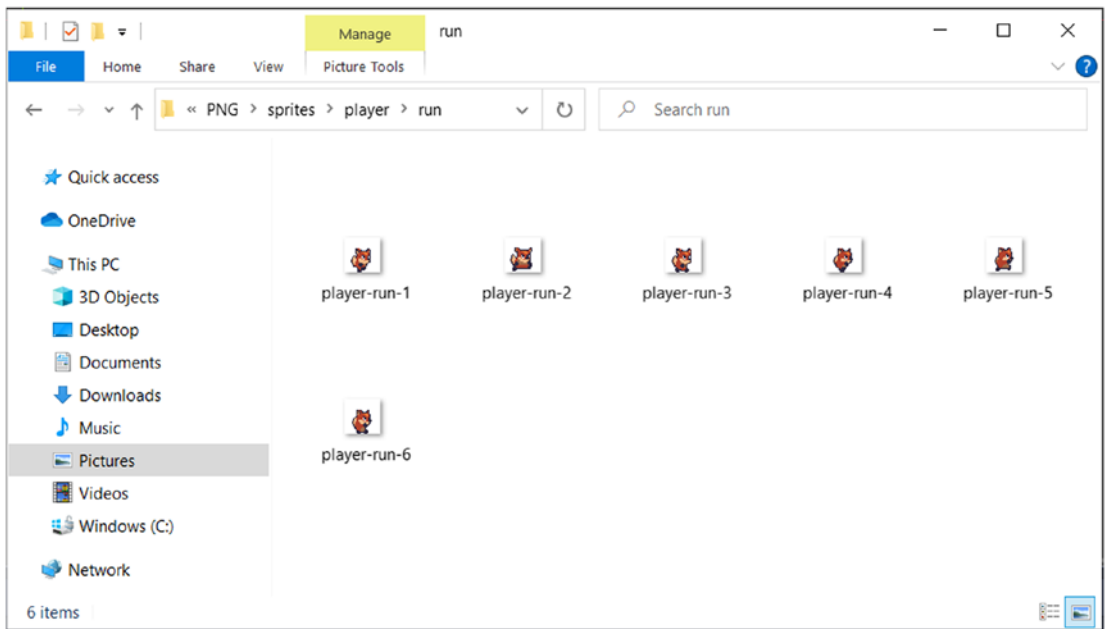 Manage run
File Home Share View Picture Tools
« PNG > sprites > player > run Search run
Quick access
OneDrive
This PC
3D Objects
Desktop
Documents
Downloads
Music
Pictures
Videos
Windows (C:)
Network
player-run-1 player-run-2 player-run-3 player-run-4 player-run-5
player-run-6
6 items